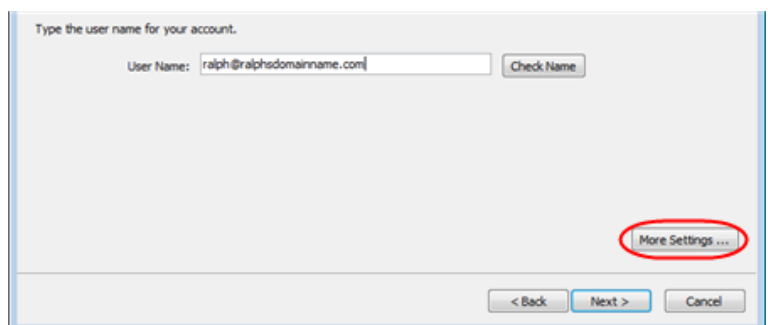 Type the user name for your account.
User Name: ralph@ralphsdomainname.com Check Name
More Settings ...
< Back Next > Cancel